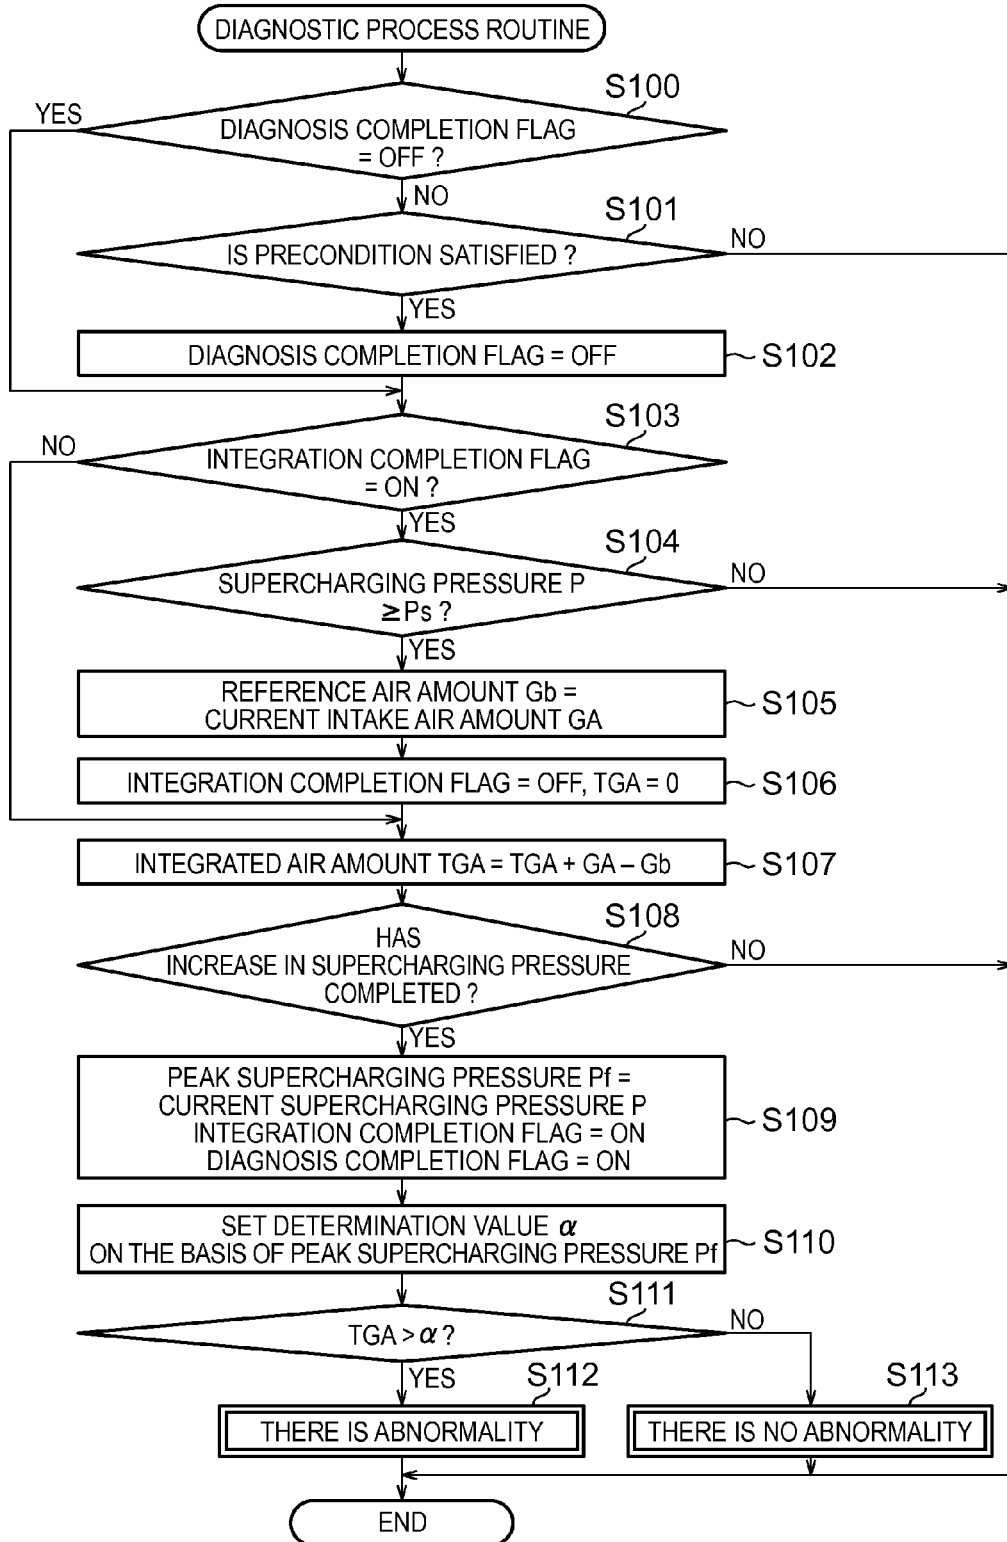 DIAGNOSTIC PROCESS ROUTINE
S100
YES
DIAGNOSIS COMPLETION FLAG
= OFF ?
NO
S101
NO
IS PRECONDITION SATISFIED ?
YES
DIAGNOSIS COMPLETION FLAG = OFF
S102
S103
NO
INTEGRATION COMPLETION FLAG
= ON ?
YES
S104
NO
SUPERCHARGING PRESSURE P
≥Ps ?
YES
REFERENCE AIR AMOUNT Gb =
CURRENT INTAKE AIR AMOUNT GA
S105
INTEGRATION COMPLETION FLAG = OFF, TGA = 0
S106
INTEGRATED AIR AMOUNT TGA = TGA + GA – Gb
S107
S108
HAS
INCREASE IN SUPERCHARGING PRESSURE
COMPLETED ?
NO
YES
PEAK SUPERCHARGING PRESSURE Pf =
CURRENT SUPERCHARGING PRESSURE P
INTEGRATION COMPLETION FLAG = ON
DIAGNOSIS COMPLETION FLAG = ON
S109
SET DETERMINATION VALUE α
ON THE BASIS OF PEAK SUPERCHARGING PRESSURE Pf
S110
S111
TGA > α ?
NO
YES
S112
S113
THERE IS ABNORMALITY
THERE IS NO ABNORMALITY
END